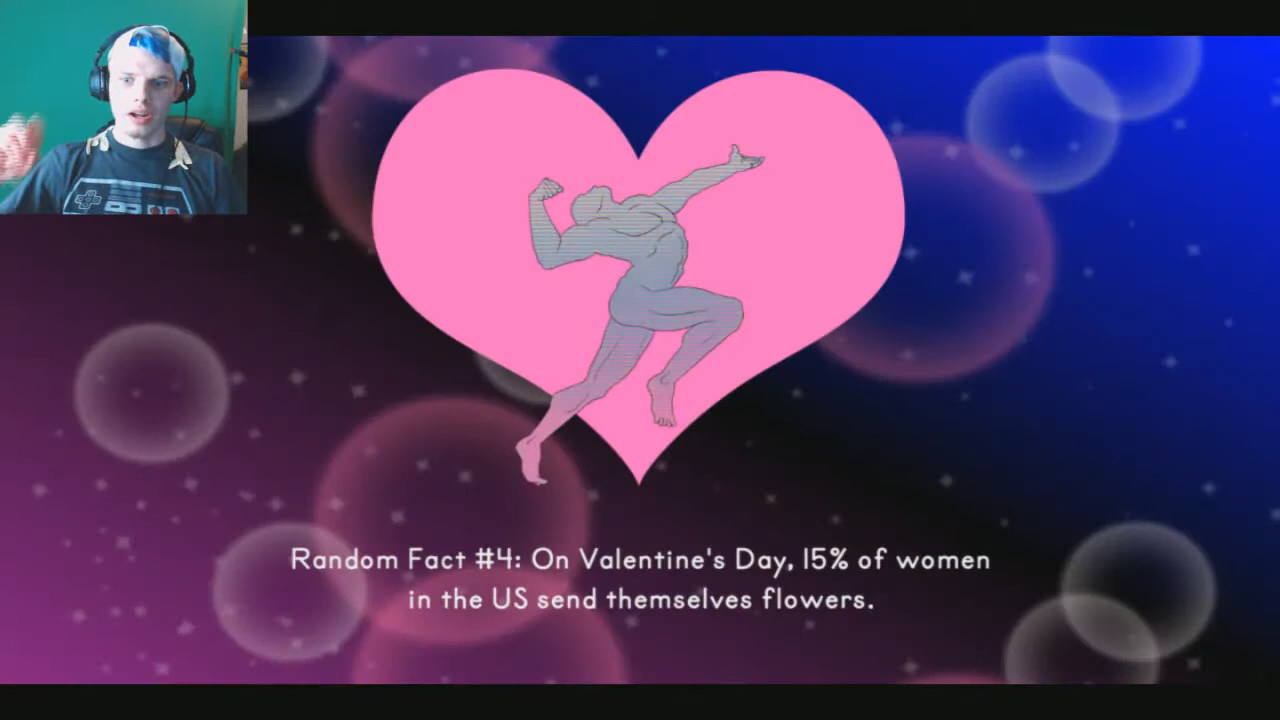 Random Fact #4: On Valentine's Day, 15% of women
in the US send themselves flowers.